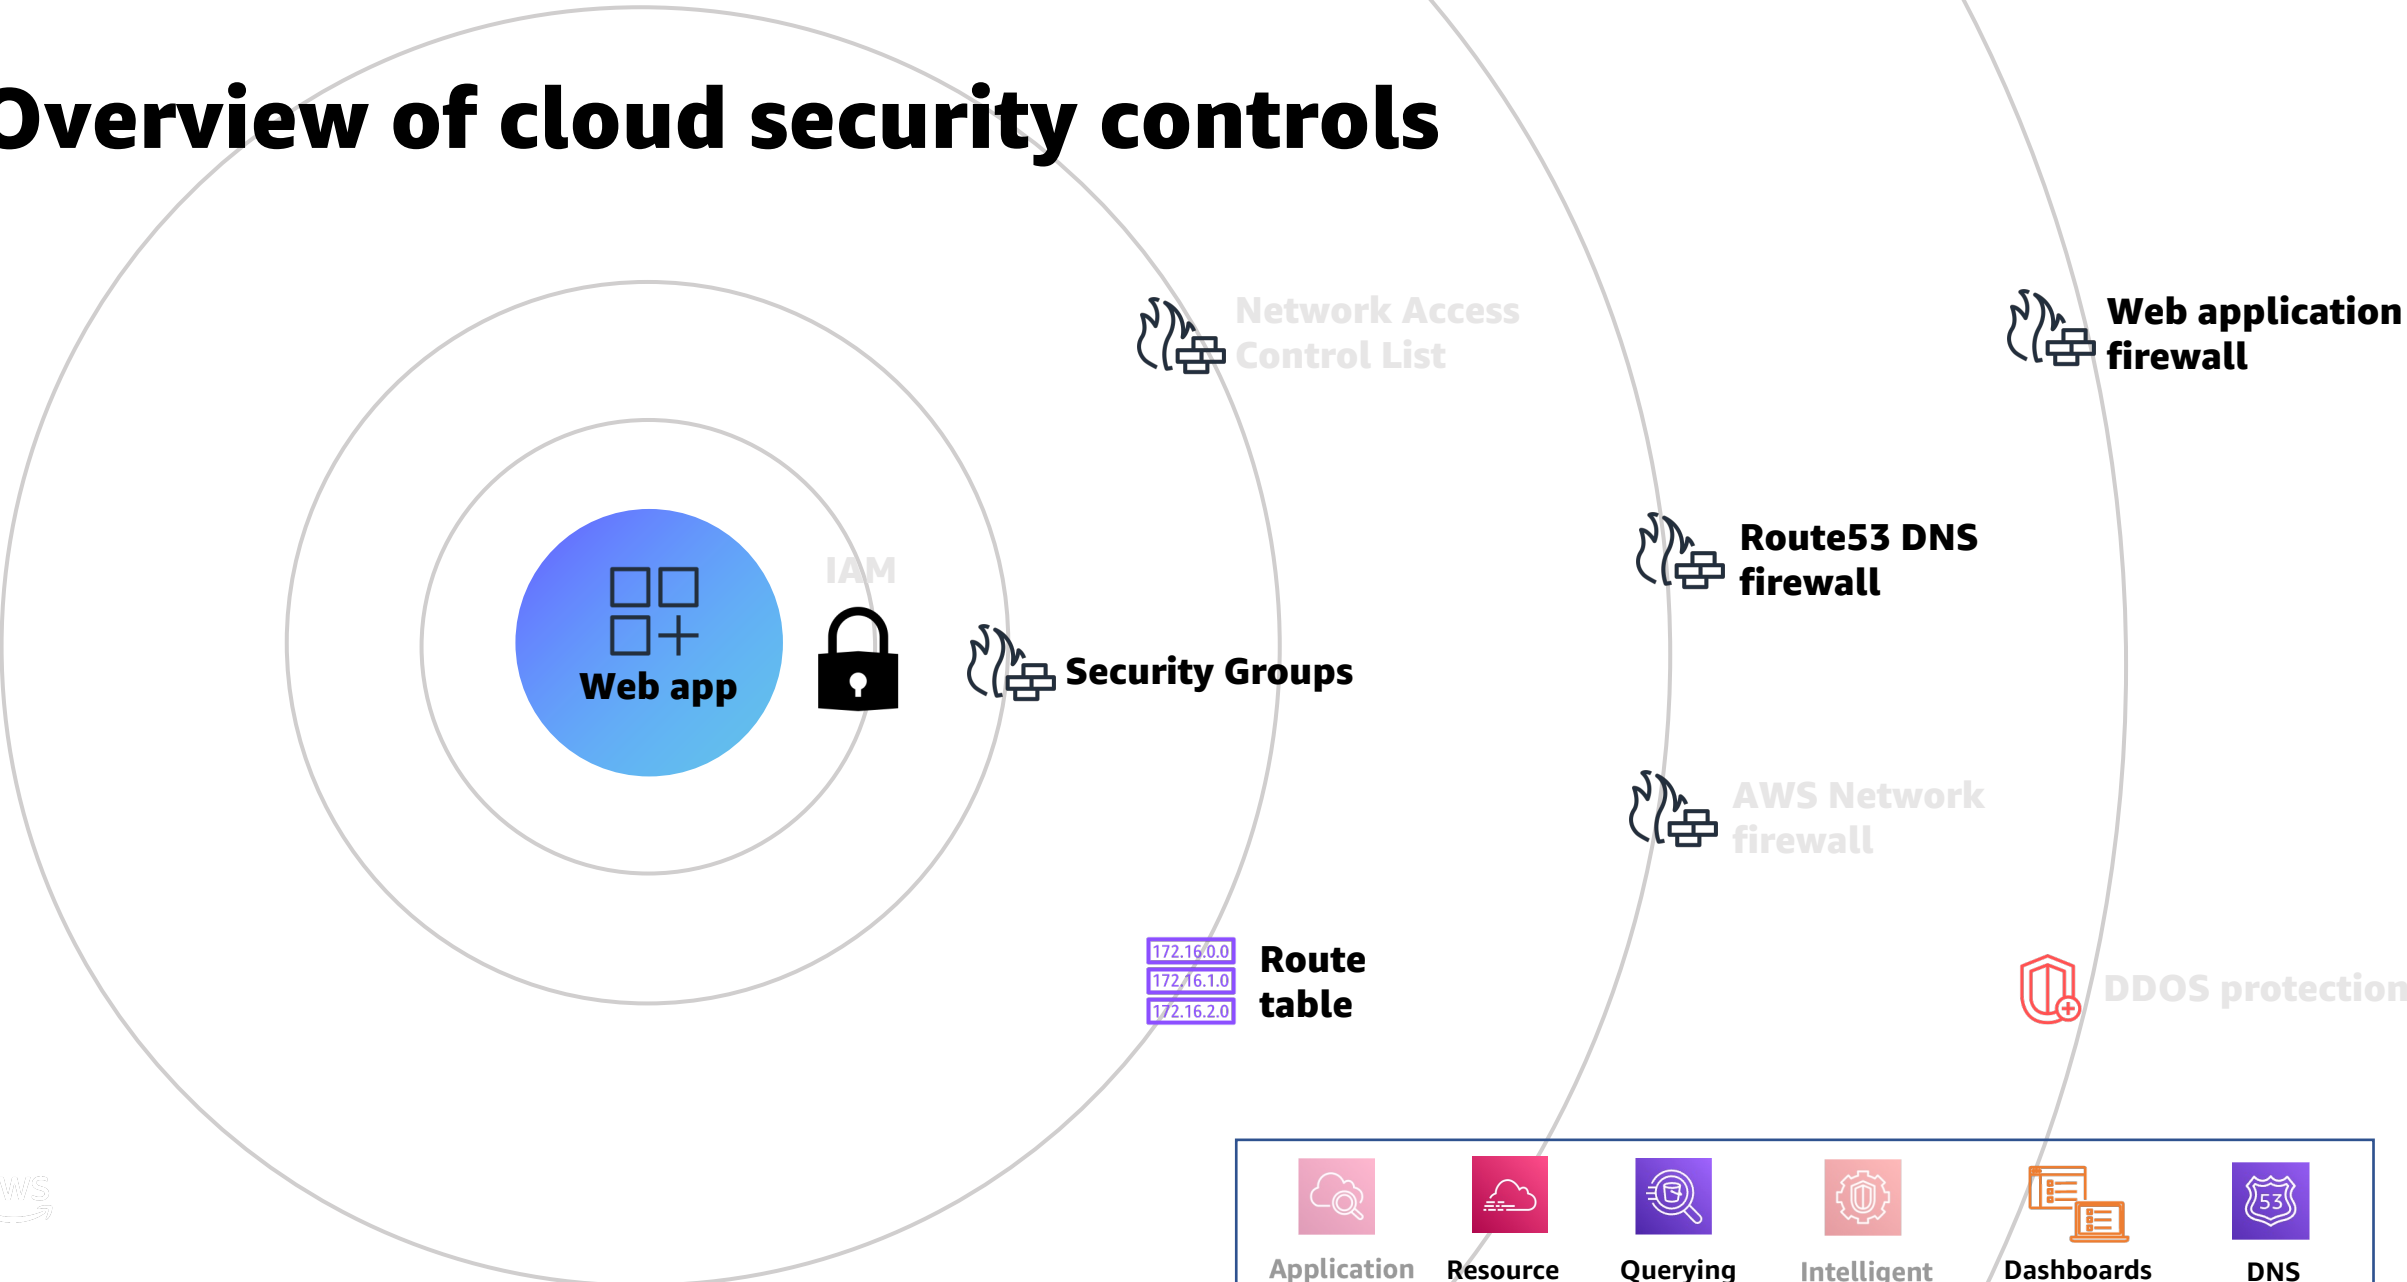 Overview of cloud security controls
Network Access
Control List
Web application
firewall
Route53 DNS
firewall
IAM
Web app
Security Groups
AWS Network
firewall
172.16.0.0
172.16.1.0
172.16.2.0
Route
table
DDOS protection
53
Application
Resource
Querying
Intelligent
Dashboards
DNS